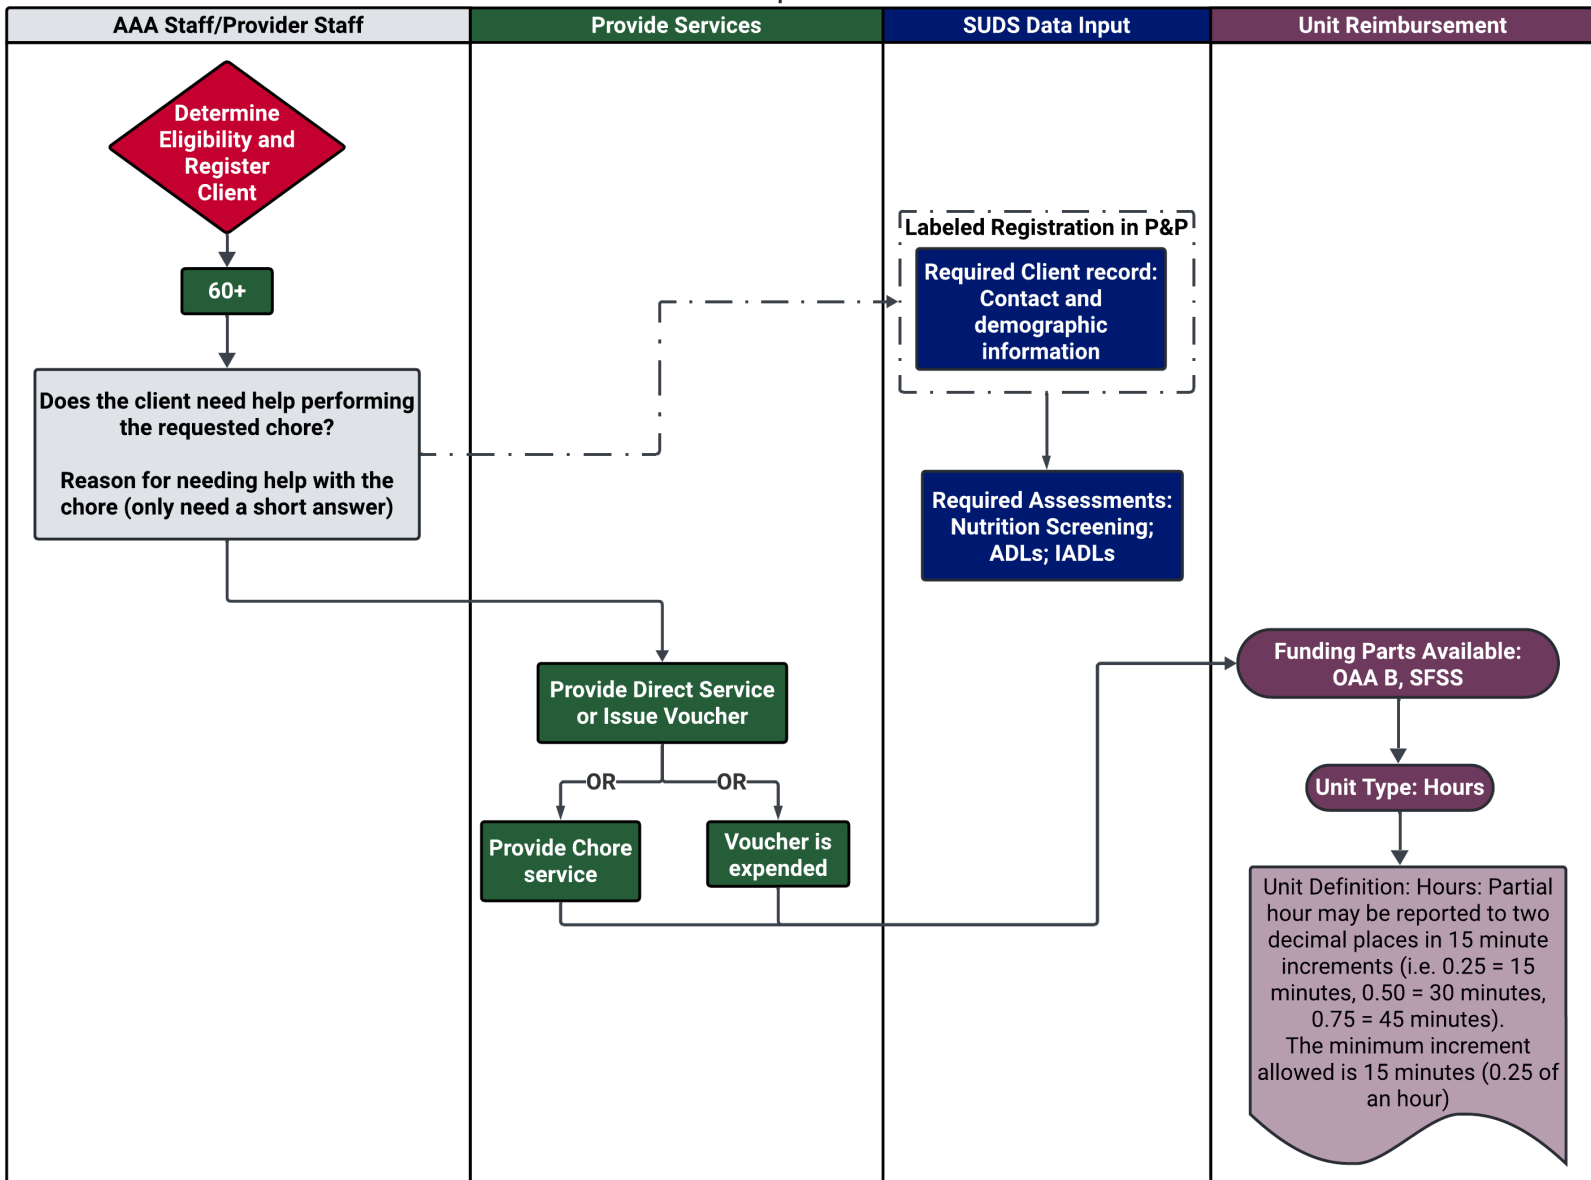 AAA Staff/Provider Staff
Provide Services
SUDS Data Input
Unit Reimbursement
Determine
Eligibility and
Register
Client
60+
Does the client need help performing
the requested chore?
Reason for needing help with the
chore (only need a short answer)
Labeled Registration in P&P
Required Client record:
Contact and
demographic
information
Required Assessments:
Nutrition Screening;
ADLs; IADLs
Provide Direct Service
or Issue Voucher
OR
OR
Provide Chore
service
Voucher is
expended
Funding Parts Available:
OAA B, SFSS
Unit Type: Hours
Unit Definition: Hours: Partial
hour may be reported to two
decimal places in 15 minute
increments (i.e. 0.25 = 15
minutes, 0.50 = 30 minutes,
0.75 = 45 minutes).
The minimum increment
allowed is 15 minutes (0.25 of
an hour)